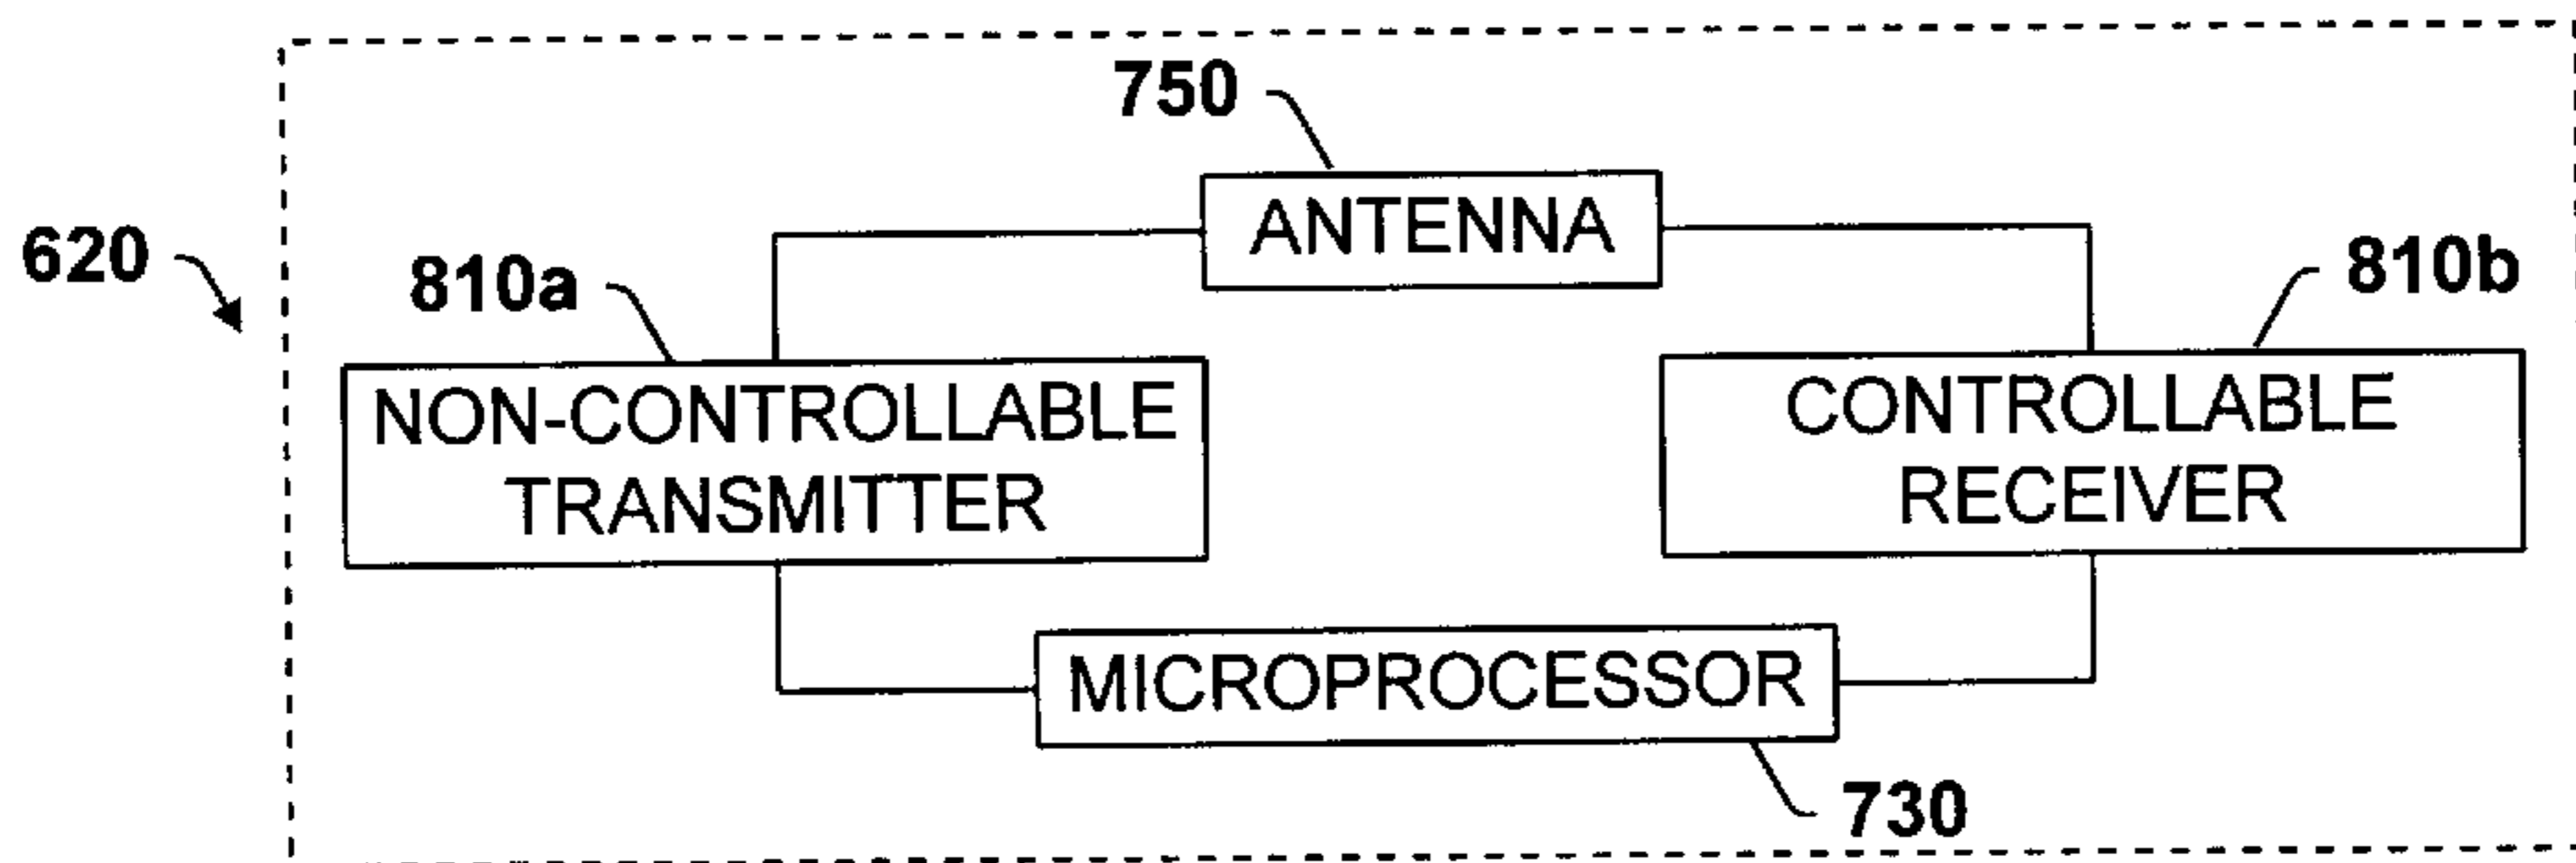 750
ANTENNA
620
810a
810b
NON-CONTROLLABLE
TRANSMITTER
CONTROLLABLE
RECEIVER
MICROPROCESSOR
730